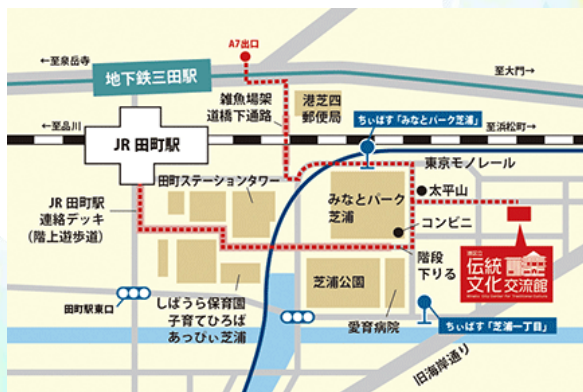 A7出口
←至泉岳寺
地下鉄三田駅
至大門→
雑魚場架
道橋下通路
港芝四
郵便局
ちぃばす「みなとパーク芝浦」
←至品川
至浜松町→
JR 田町駅
東京モノレール
田町ステーションタワー
みなとパーク
芝浦
太平山
JR 田町駅
連絡デッキ
(階上遊歩道)
コンビニ
階段
下りる
港区立
伝統
文化交流館
Minato City Center for Traditional Culture
田町駅東口
しばうら保育園
子育てひろば
あっぴぃ芝浦
芝浦公園
愛育病院
ちぃばす「芝浦一丁目」
旧海岸通り